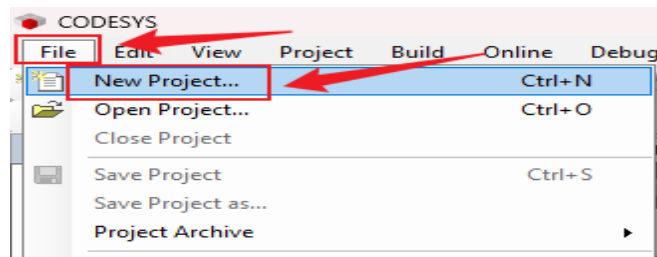 CODESYS
File Edit View Project Build Online Debug
New Project... Ctrl+N
Open Project... Ctrl+O
Close Project
Save Project Ctrl+S
Save Project as...
Project Archive